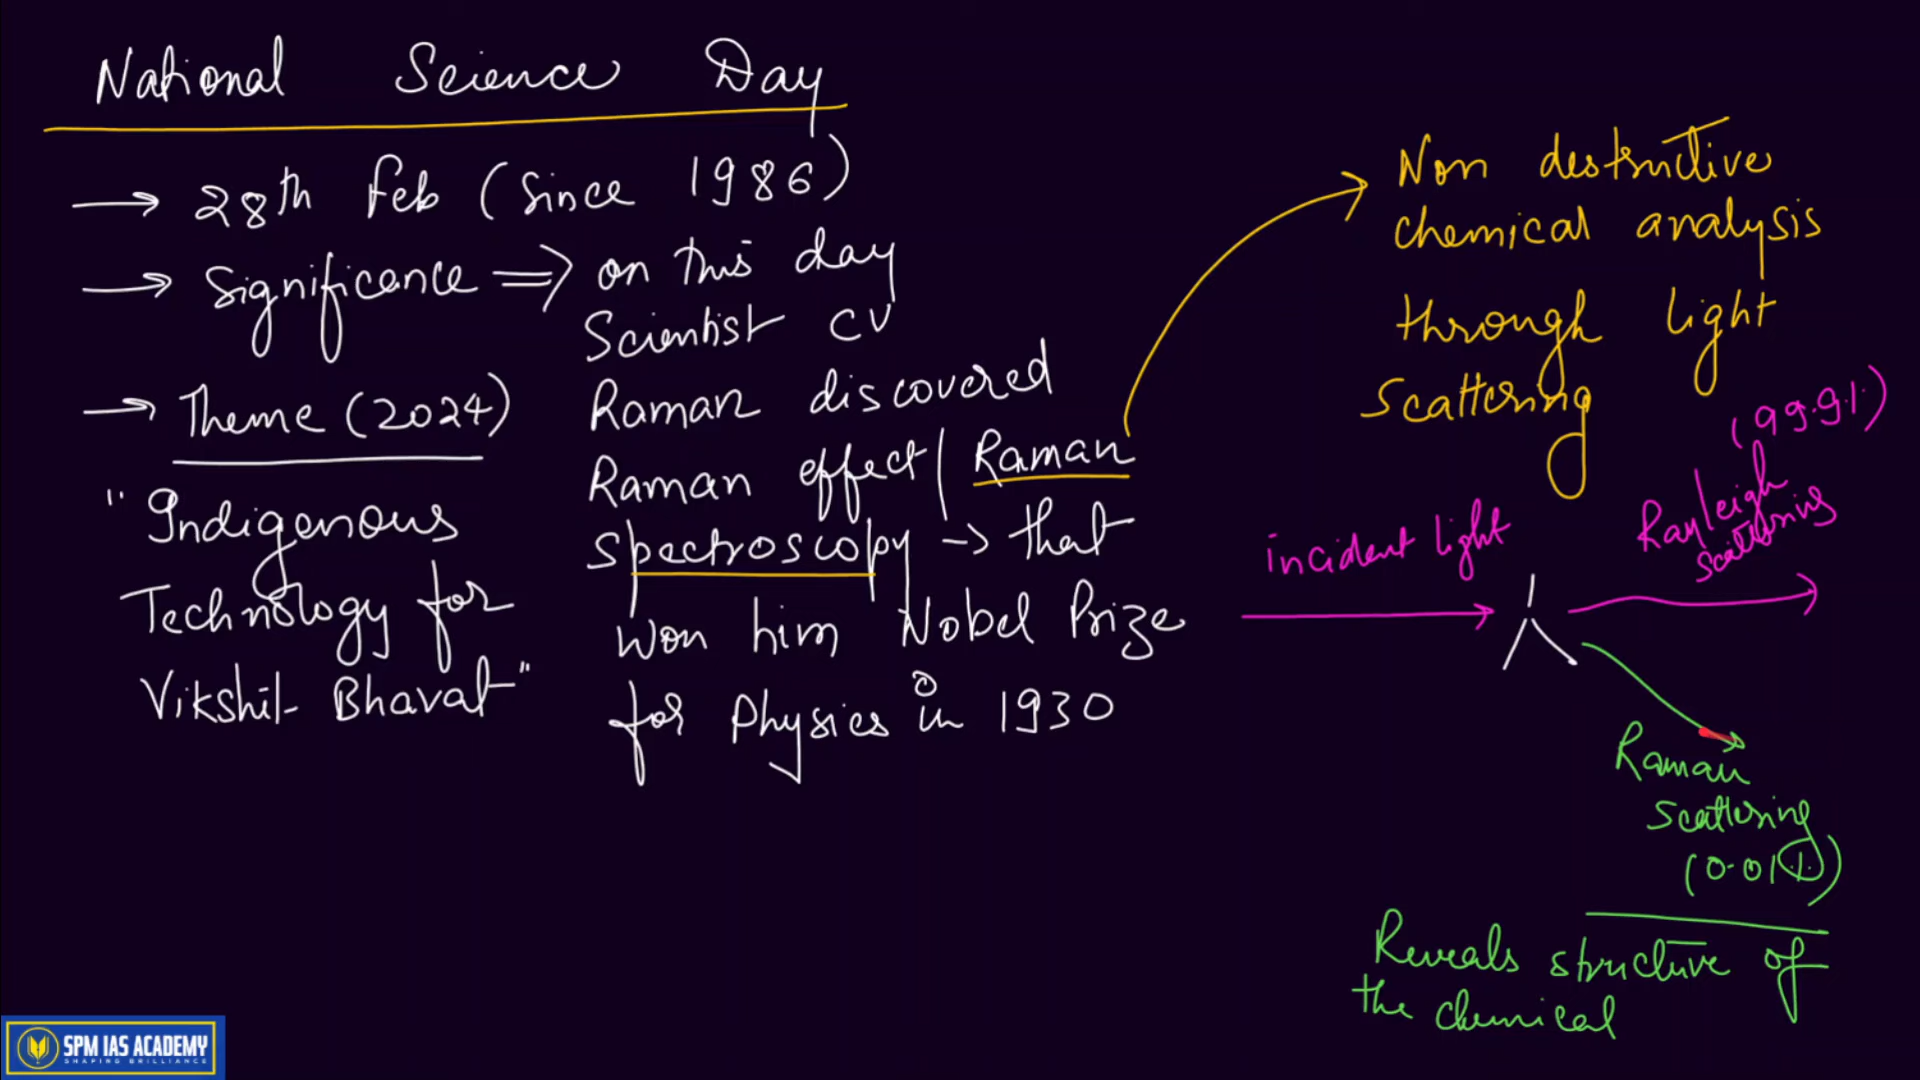 National Science Day
→ 28th Feb (Since 1986)
→ Significance ⇒ on this day
Scientist CV
Raman discovered
Raman effect / Raman
Spectroscopy → that
won him Nobel Prize
for Physics in 1930
→ Theme (2024)
" Indigenous
Technology for
Vikshit Bharat"
Non destructive
chemical analysis
through light
Scattering
incident light
(99.9%)
Rayleigh
scattering
Raman
scattering
(0.01%)
Reveals structure of
the chemical
SPM IAS ACADEMY
SHAPING BRILLIANCE